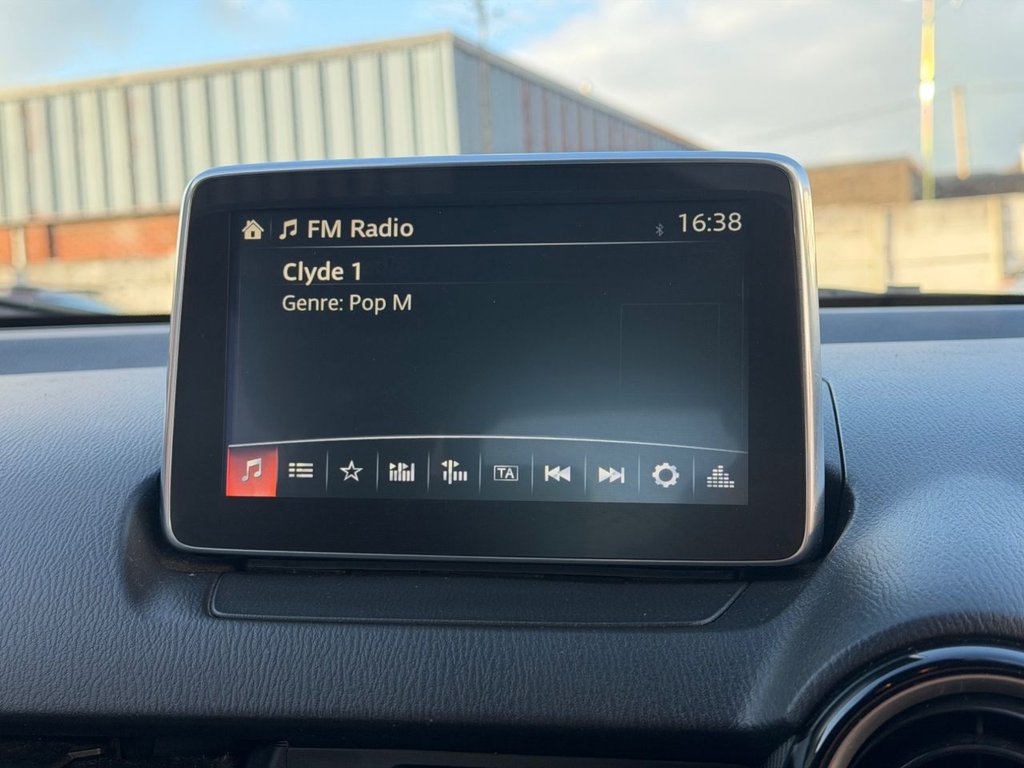 FM Radio 16:38
Clyde 1
Genre: Pop M
TA